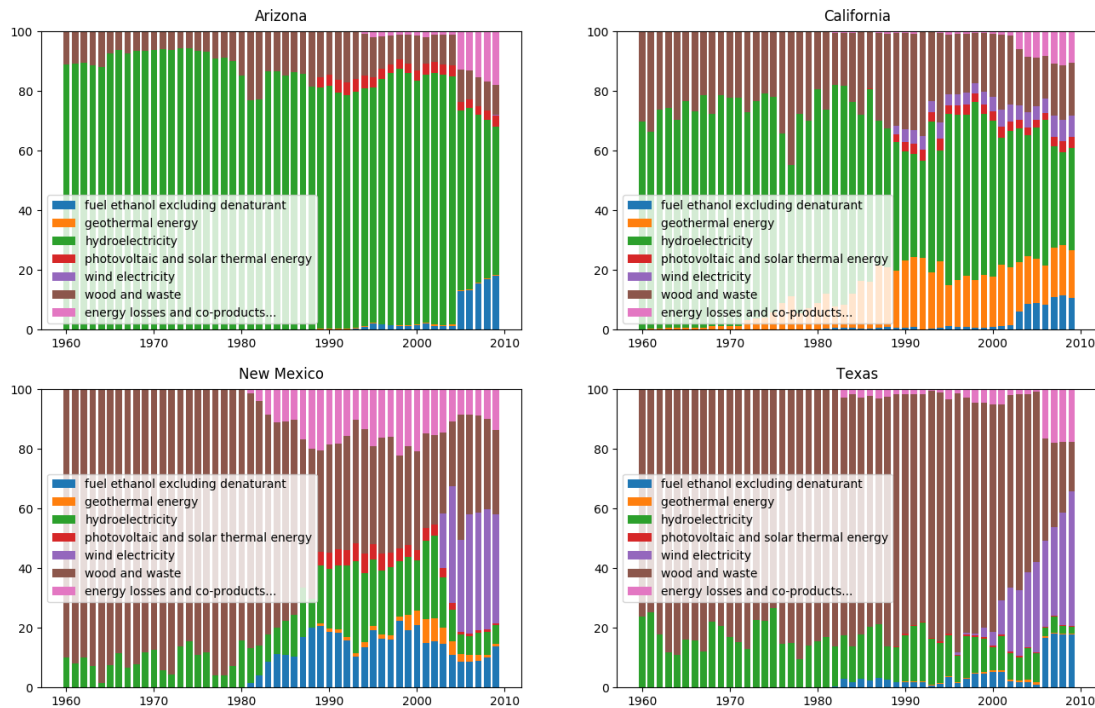 Arizona
100
80
60
40
20
0
fuel ethanol excluding denaturant
geothermal energy
hydroelectricity
photovoltaic and solar thermal energy
wind electricity
wood and waste
energy losses and co-products...
1960 1970 1980 1990 2000 2010
California
100
80
60
40
20
0
fuel ethanol excluding denaturant
geothermal energy
hydroelectricity
photovoltaic and solar thermal energy
wind electricity
wood and waste
energy losses and co-products...
1960 1970 1980 1990 2000 2010
New Mexico
100
80
60
40
20
0
fuel ethanol excluding denaturant
geothermal energy
hydroelectricity
photovoltaic and solar thermal energy
wind electricity
wood and waste
energy losses and co-products...
1960 1970 1980 1990 2000 2010
Texas
100
80
60
40
20
0
fuel ethanol excluding denaturant
geothermal energy
hydroelectricity
photovoltaic and solar thermal energy
wind electricity
wood and waste
energy losses and co-products...
1960 1970 1980 1990 2000 2010